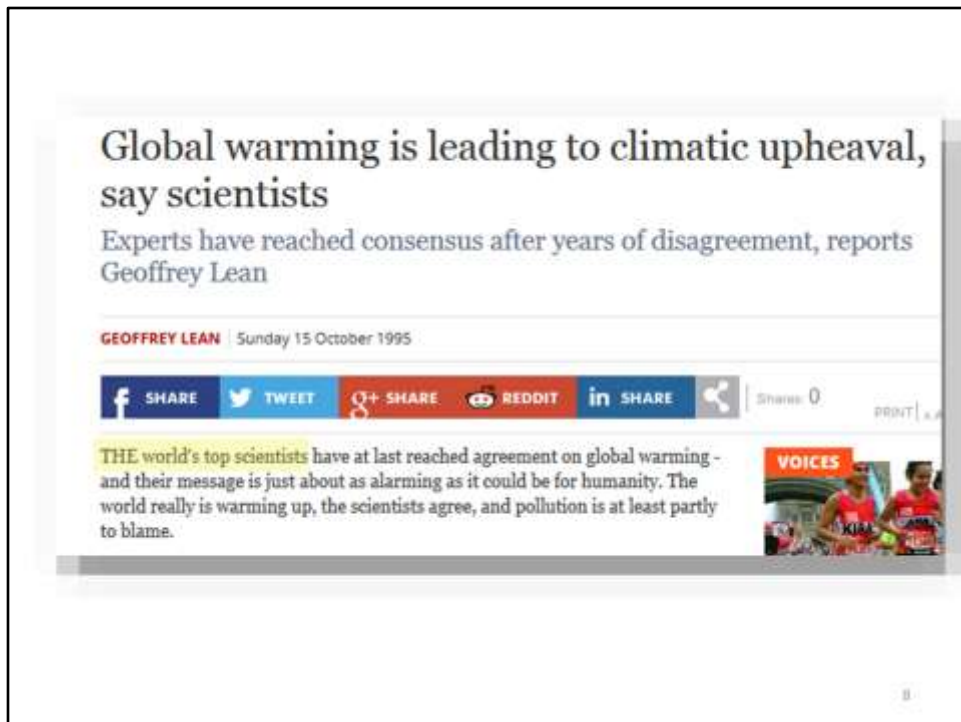 Global warming is leading to climatic upheaval,
say scientists
Experts have reached consensus after years of disagreement, reports
Geoffrey Lean
GEOFFREY LEAN Sunday 15 October 1995
f SHARE TWEET g+ SHARE REDDIT in SHARE Shares 0
PRINT
THE world's top scientists have at last reached agreement on global warming -
and their message is just about as alarming as it could be for humanity. The
world really is warming up, the scientists agree, and pollution is at least partly
to blame.
VOICES
8